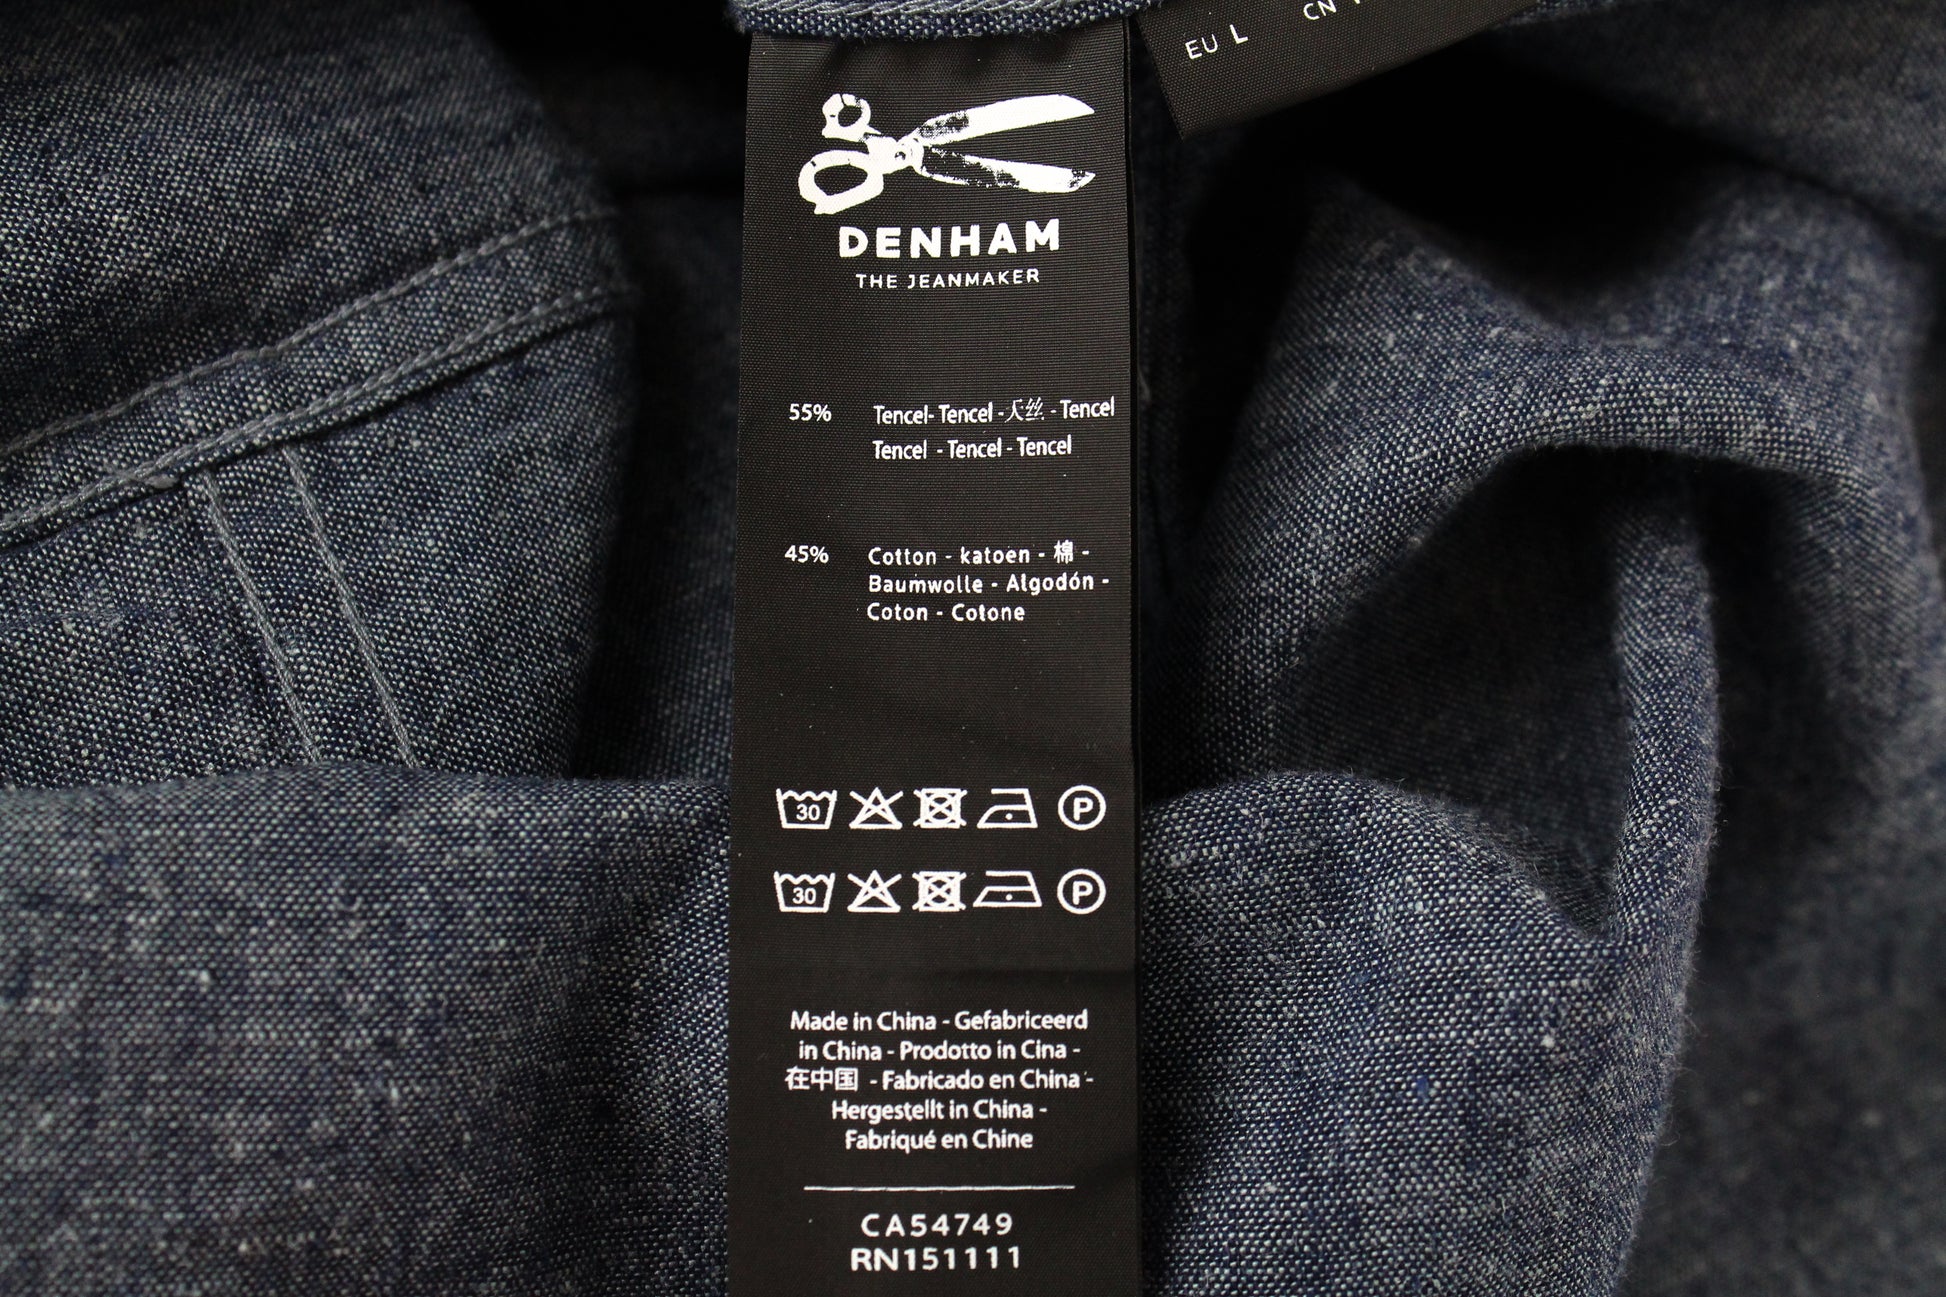 EU L
CN
DENHAM
THE JEANMAKER
55% Tencel- Tencel -天丝 - Tencel
Tencel - Tencel - Tencel
45% Cotton - katoen - 棉 -
Baumwolle - Algodón -
Coton - Cotone
30 P
30 P
Made in China - Gefabriceerd
in China - Prodotto in Cina -
在中国 - Fabricado en China -
Hergestellt in China -
Fabriqué en Chine
CA54749
RN151111